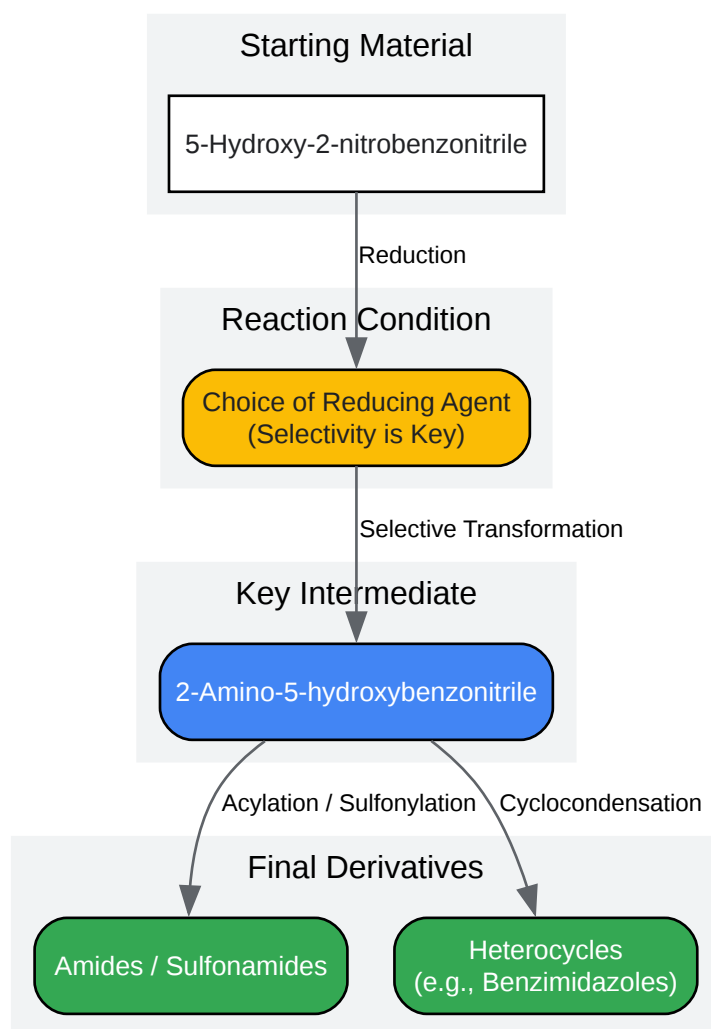 Starting Material
5-Hydroxy-2-nitrobenzonitrile
Reduction
Reaction Condition
Choice of Reducing Agent
(Selectivity is Key)
Selective Transformation
Key Intermediate
2-Amino-5-hydroxybenzonitrile
Acylation / Sulfonylation
Cyclocondensation
Final Derivatives
Amides / Sulfonamides
Heterocycles
(e.g., Benzimidazoles)